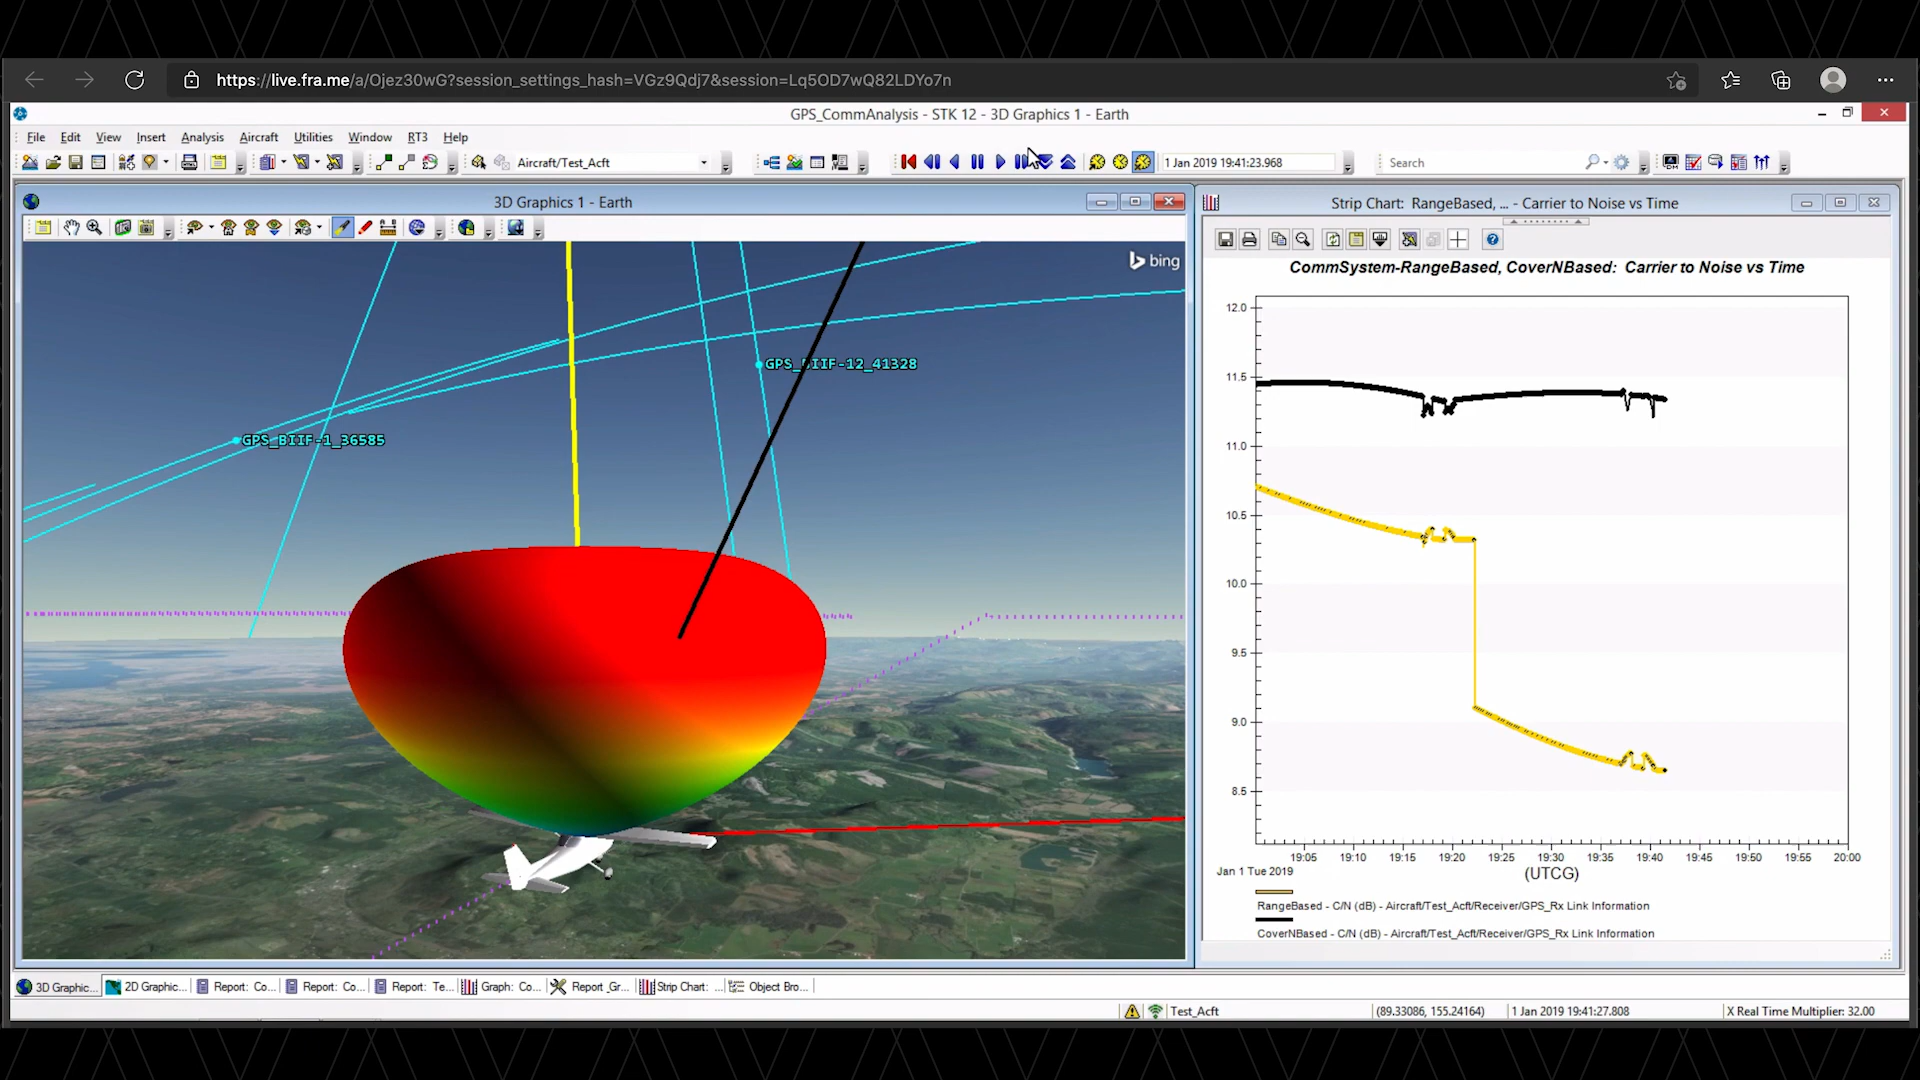 https://live.fra.me/a/Ojez30wG?session_settings_hash=VGz9Qdj7&session=Lq5OD7wQ82LDYo7n
GPS_CommAnalysis - STK 12 - 3D Graphics 1 - Earth
File Edit View Insert Analysis Aircraft Utilities Window RT3 Help
Aircraft/Test_Acft
1 Jan 2019 19:41:23.968
Search
3D Graphics 1 - Earth
bing
GPS_BIIF-12_41328
GPS_BIIF-1_36585
Strip Chart: RangeBased, ... - Carrier to Noise vs Time
CommSystem-RangeBased, CoverNBased: Carrier to Noise vs Time
12.0
11.5
11.0
10.5
10.0
9.5
9.0
8.5
19:05 19:10 19:15 19:20 19:25 19:30 19:35 19:40 19:45 19:50 19:55 20:00
Jan 1 Tue 2019
(UTCG)
RangeBased - C/N (dB) - Aircraft/Test_Acft/Receiver/GPS_Rx Link Information
CoverNBased - C/N (dB) - Aircraft/Test_Acft/Receiver/GPS_Rx Link Information
3D Graphic... 2D Graphic... Report: Co... Report: Co... Report: Te... Graph: Co... Report_Gr... Strip Chart: ... Object Bro...
Test_Acft
(89.33086, 155.24164)
1 Jan 2019 19:41:27.808
X Real Time Multiplier: 32.00